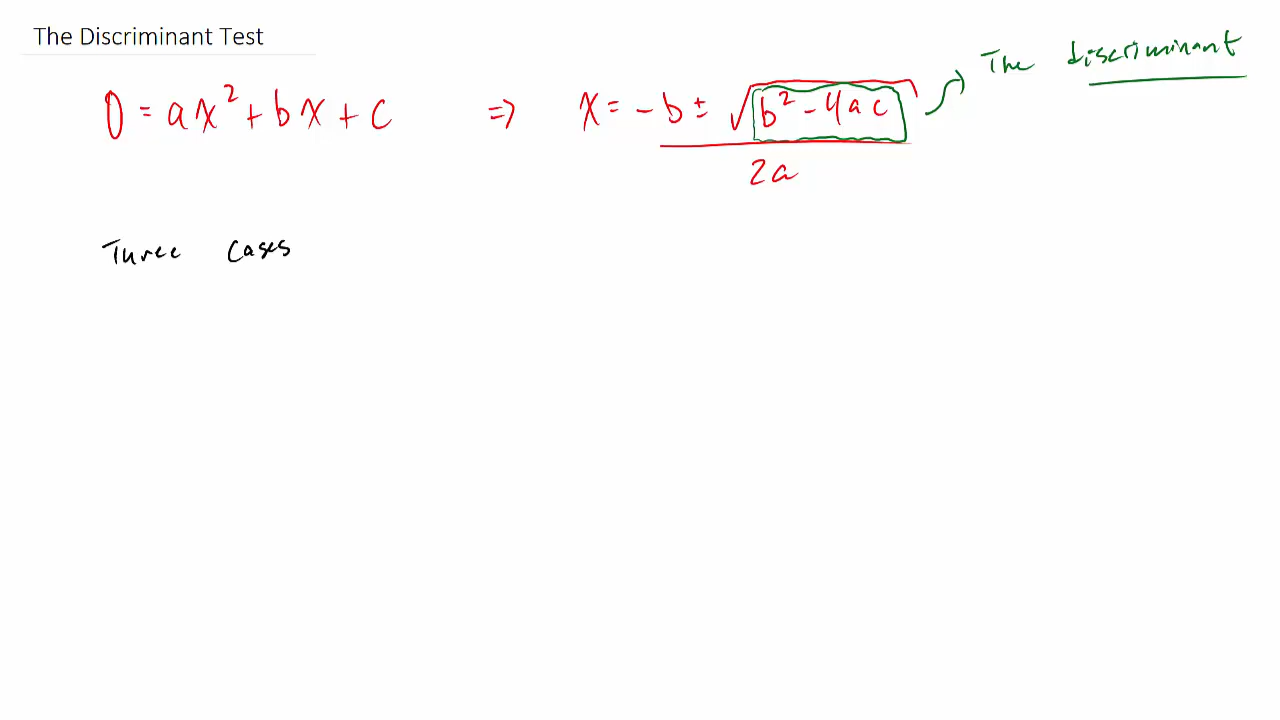 The Discriminant Test
The discriminant
0 = ax² + bx + c ⇒ x = -b ± √b² - 4ac
2a
Three Cases